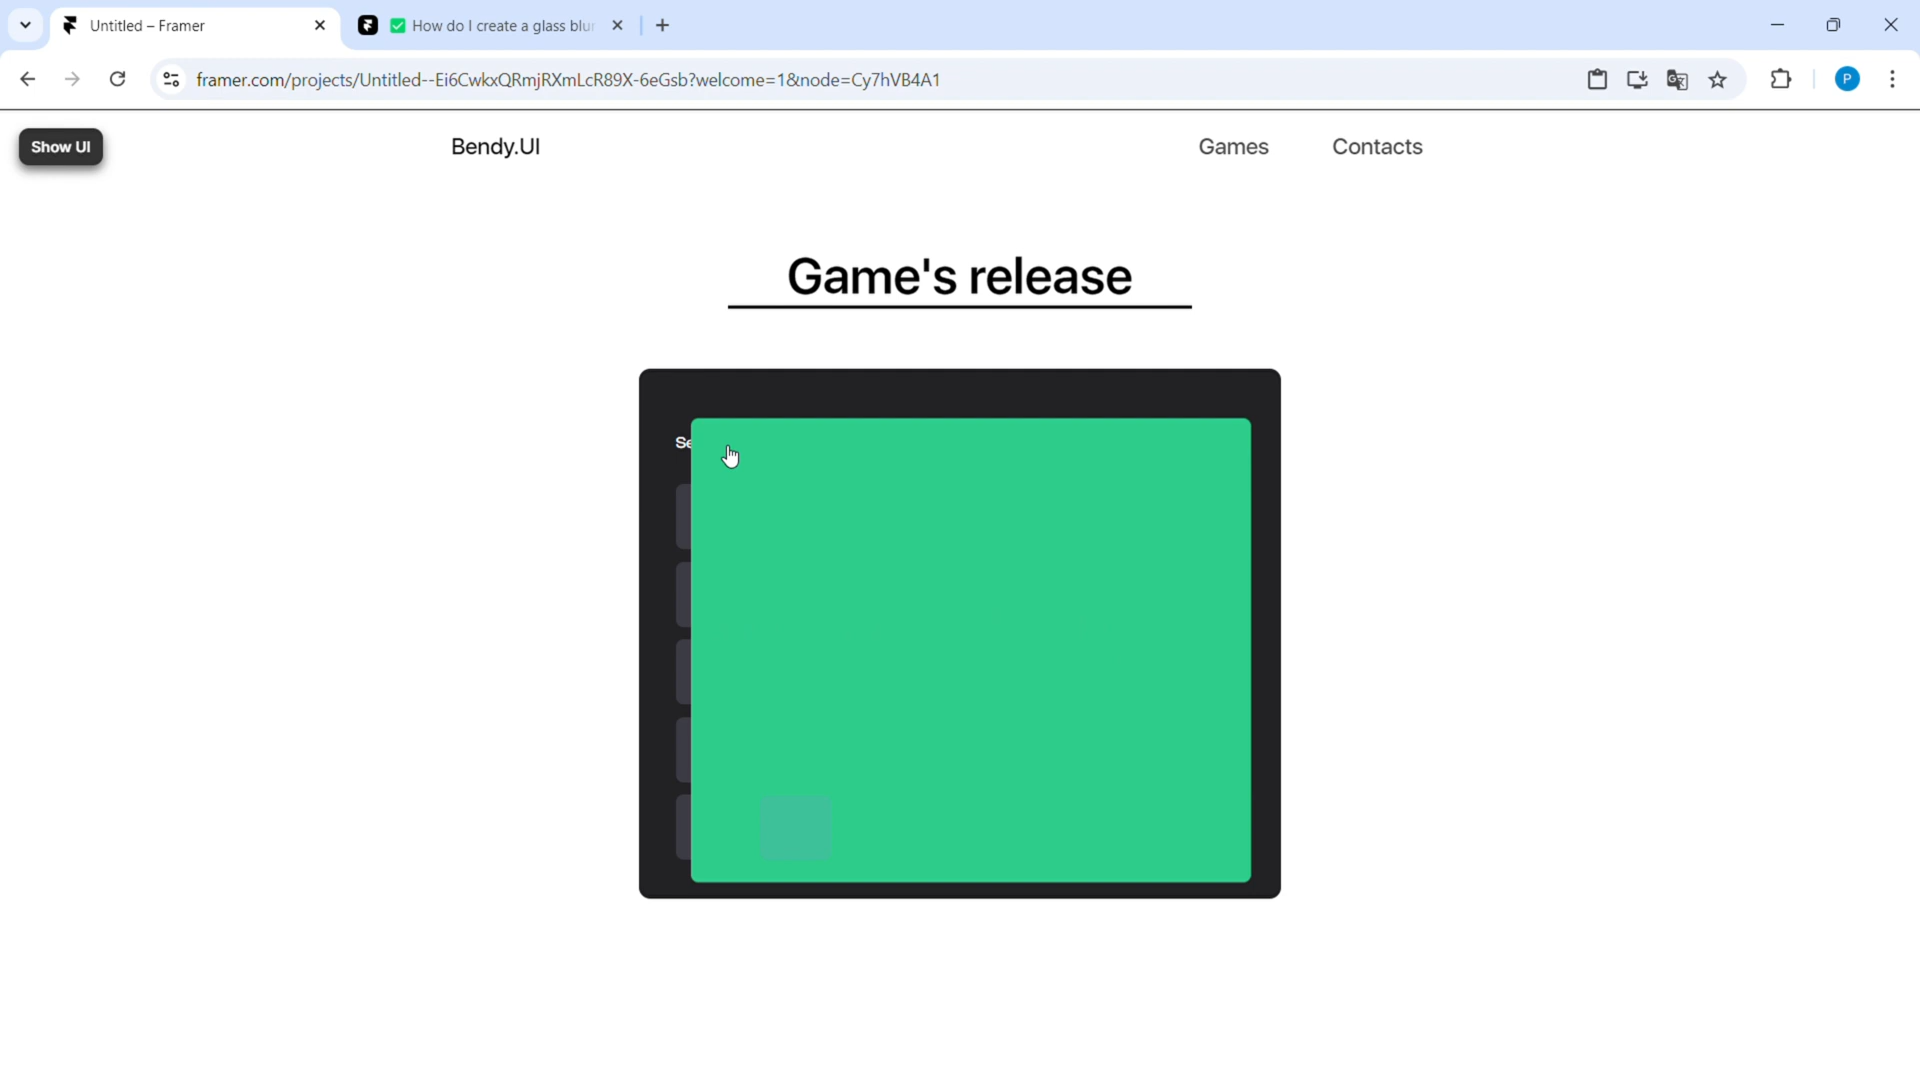 Untitled – Framer
How do I create a glass blur
framer.com/projects/Untitled--Ei6CwkxQRmjRXmLcR89X-6eGsb?welcome=1&node=Cy7hVB4A1
P
Show UI
Bendy.UI
Games
Contacts
Game's release
Se